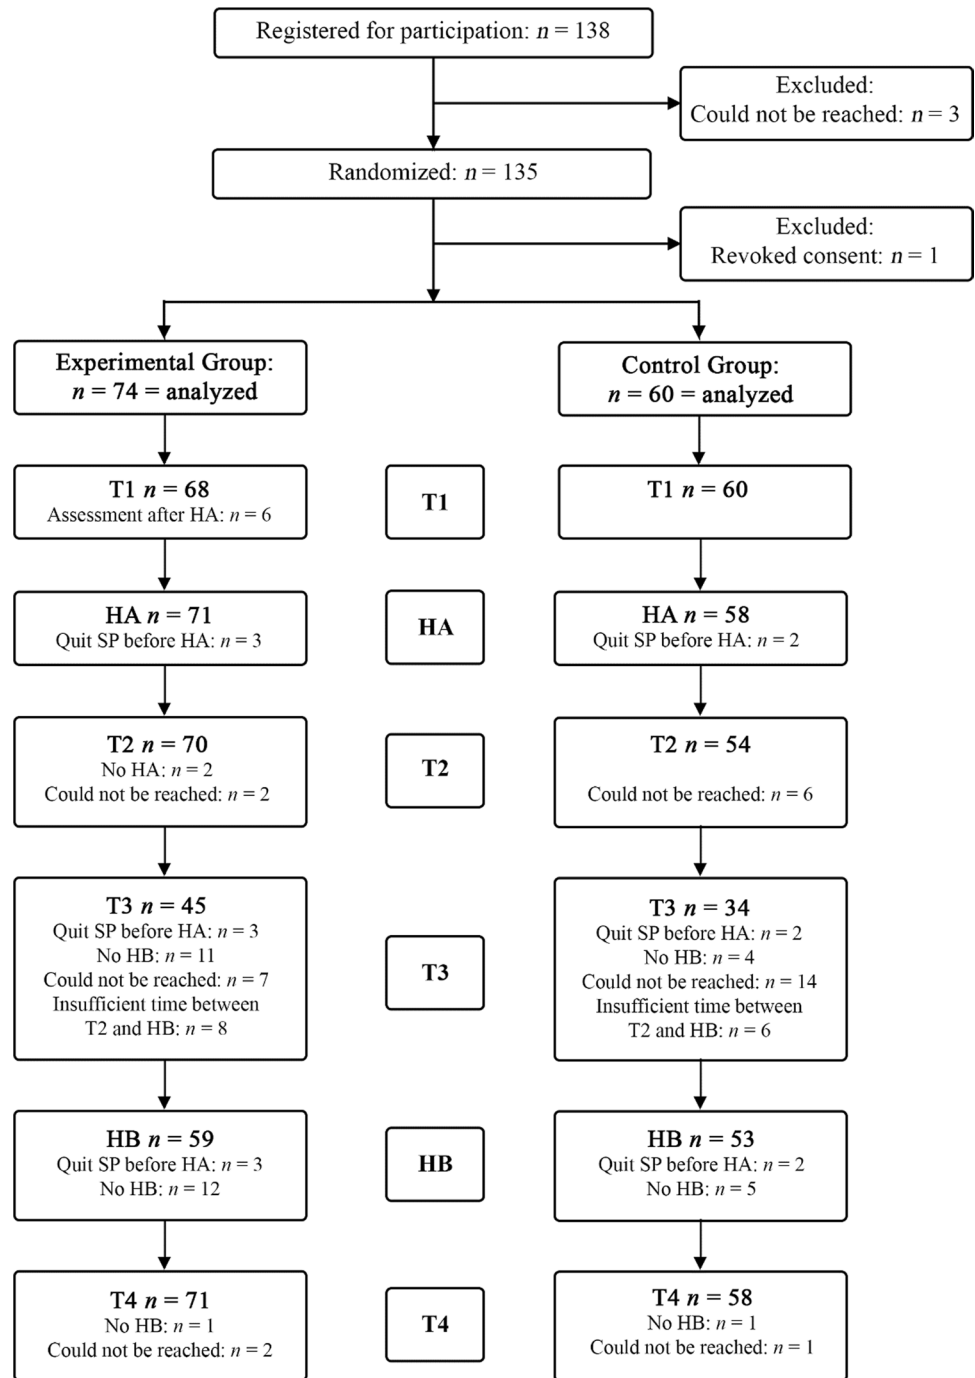 Registered for participation: n = 138
Excluded:
Could not be reached: n = 3
Randomized: n = 135
Excluded:
Revoked consent: n = 1
Experimental Group:
n = 74 = analyzed
Control Group:
n = 60 = analyzed
T1 n = 68
Assessment after HA: n = 6
T1
T1 n = 60
HA n = 71
Quit SP before HA: n = 3
HA
HA n = 58
Quit SP before HA: n = 2
T2 n = 70
No HA: n = 2
Could not be reached: n = 2
T2
T2 n = 54
Could not be reached: n = 6
T3 n = 45
Quit SP before HA: n = 3
No HB: n = 11
Could not be reached: n = 7
Insufficient time between
T2 and HB: n = 8
T3
T3 n = 34
Quit SP before HA: n = 2
No HB: n = 4
Could not be reached: n = 14
Insufficient time between
T2 and HB: n = 6
HB n = 59
Quit SP before HA: n = 3
No HB: n = 12
HB
HB n = 53
Quit SP before HA: n = 2
No HB: n = 5
T4 n = 71
No HB: n = 1
Could not be reached: n = 2
T4
T4 n = 58
No HB: n = 1
Could not be reached: n = 1